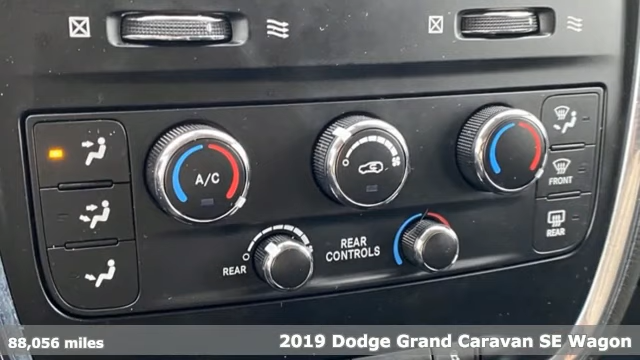 A/C
FRONT
REAR
REAR
REAR
CONTROLS
88,056 miles
2019 Dodge Grand Caravan SE Wagon